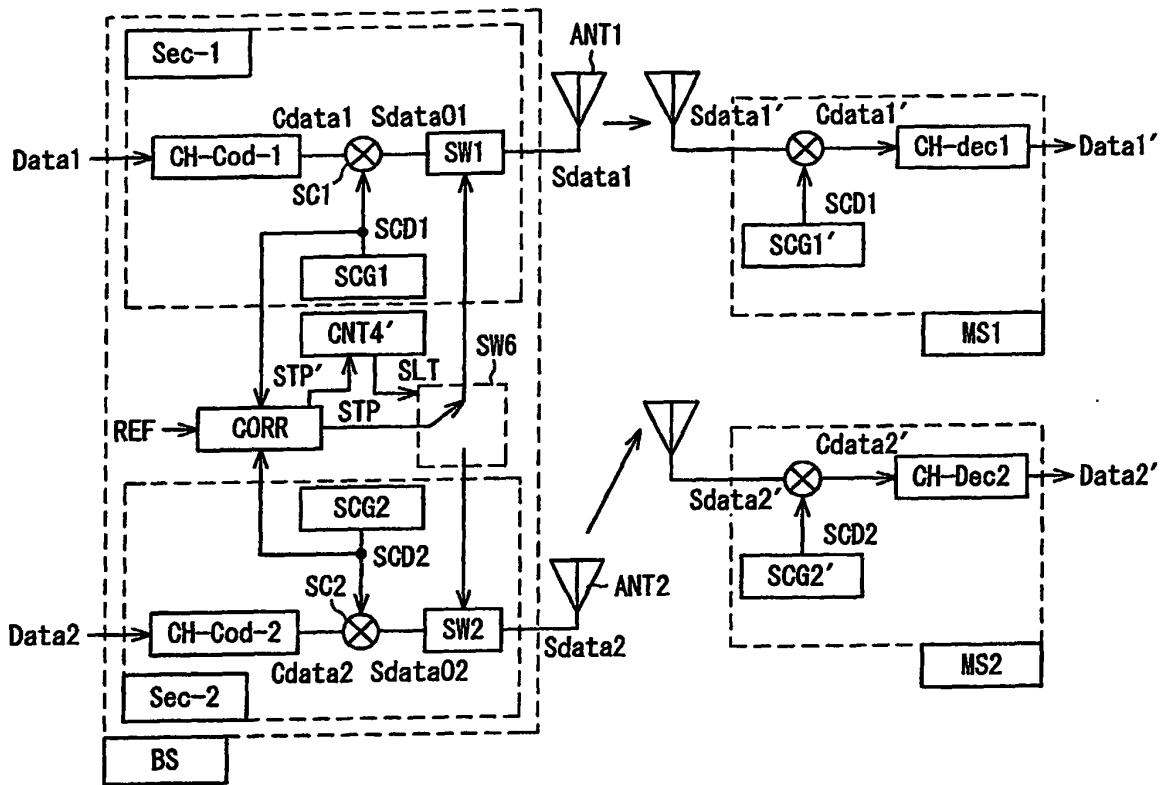 Sec-1
ANT1
Data1
CH-Cod-1
Cdata1
Sdata01
SC1
SW1
Sdata1
SCD1
SCG1
Sdata1′
Cdata1′
CH-dec1
Data1′
SCD1
SCG1′
MS1
CNT4′
STP′
SLT
SW6
REF
CORR
STP
SCG2
SCD2
SC2
Data2
CH-Cod-2
Cdata2
Sdata02
SW2
Sdata2
ANT2
Sec-2
BS
Sdata2′
Cdata2′
CH-Dec2
Data2′
SCD2
SCG2′
MS2